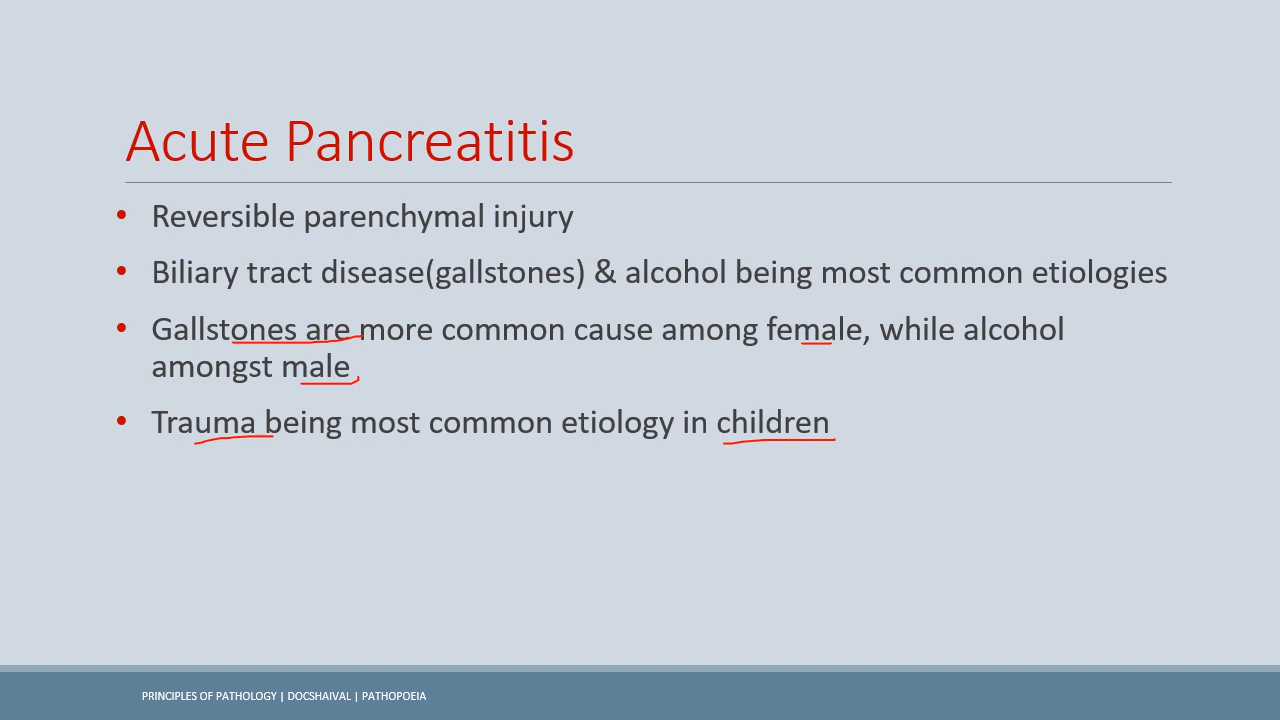 Acute Pancreatitis
• Reversible parenchymal injury
• Biliary tract disease(gallstones) & alcohol being most common etiologies
• Gallstones are more common cause among female, while alcohol
amongst male
• Trauma being most common etiology in children
PRINCIPLES OF PATHOLOGY | DOCSHAIVAL | PATHOPOEIA